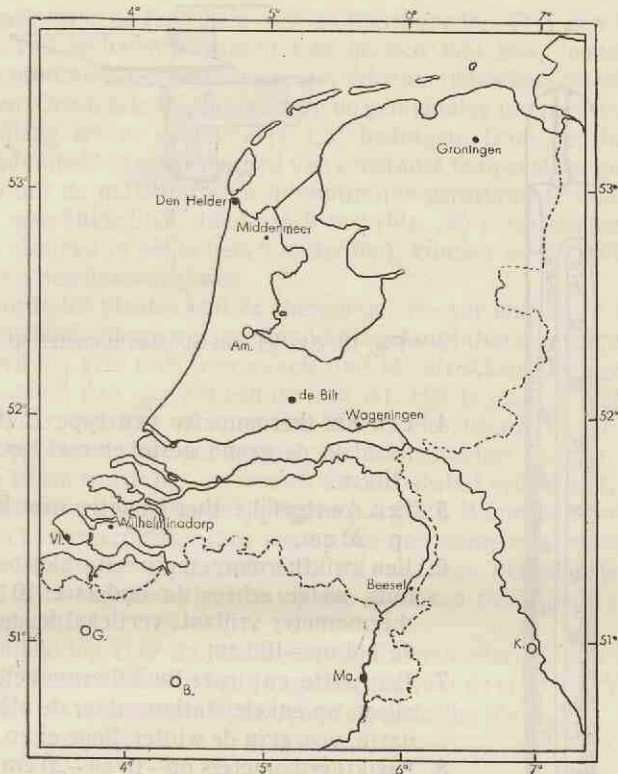 4° 5° 6° 7°
Groningen
53° 53°
Den Helder
Middenmeer
Am.
de Bilt
52° 52°
Wageningen
Wilhelminadorp
Vl.
Beesel
51° G. 51°
K.
B. Ma.
4° 5° 6° 7°